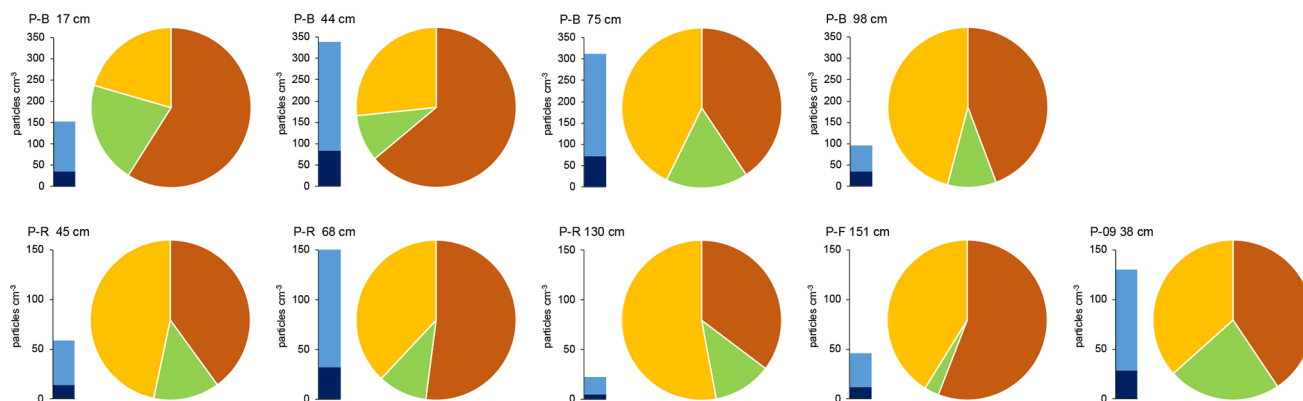 P-B 17 cm
350
300
250
200
150
100
50
0
particles cm-3
P-B 44 cm
350
300
250
200
150
100
50
0
particles cm-3
P-B 75 cm
350
300
250
200
150
100
50
0
particles cm-3
P-B 98 cm
350
300
250
200
150
100
50
0
particles cm-3
P-R 45 cm
150
100
50
0
particles cm-3
P-R 68 cm
150
100
50
0
particles cm-3
P-R 130 cm
150
100
50
0
particles cm-3
P-F 151 cm
150
100
50
0
particles cm-3
P-09 38 cm
150
100
50
0
particles cm-3